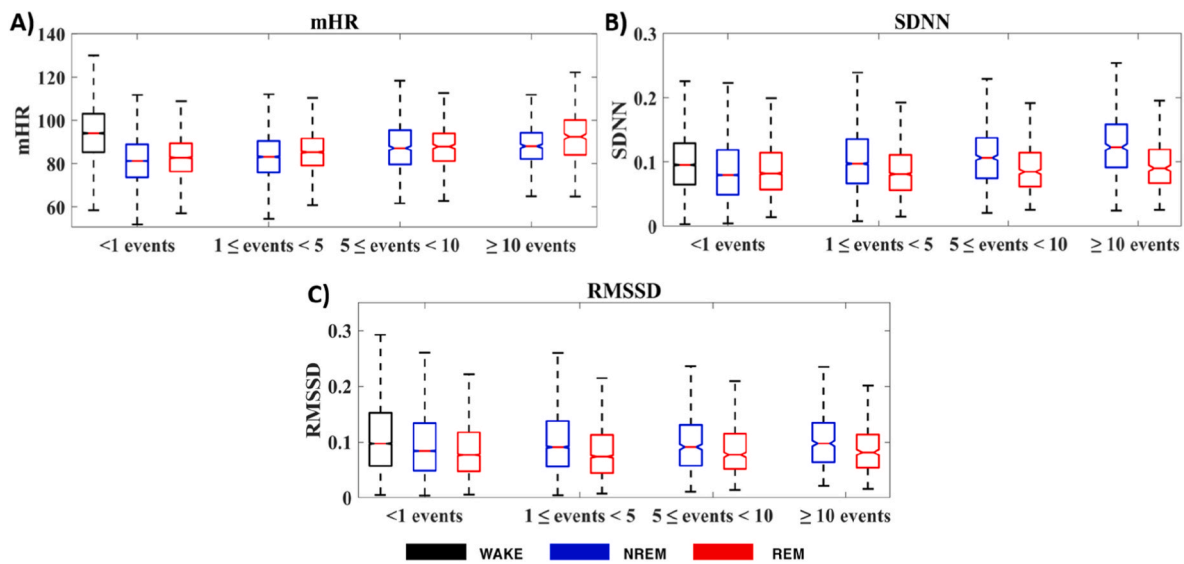 A)
mHR
mHR
140
120
100
80
60
<1 events
1 ≤ events < 5
5 ≤ events < 10
≥ 10 events
B)
SDNN
SDNN
0.3
0.2
0.1
0
<1 events
1 ≤ events < 5
5 ≤ events < 10
≥ 10 events
C)
RMSSD
RMSSD
0.3
0.2
0.1
0
<1 events
1 ≤ events < 5
5 ≤ events < 10
≥ 10 events
WAKE
NREM
REM